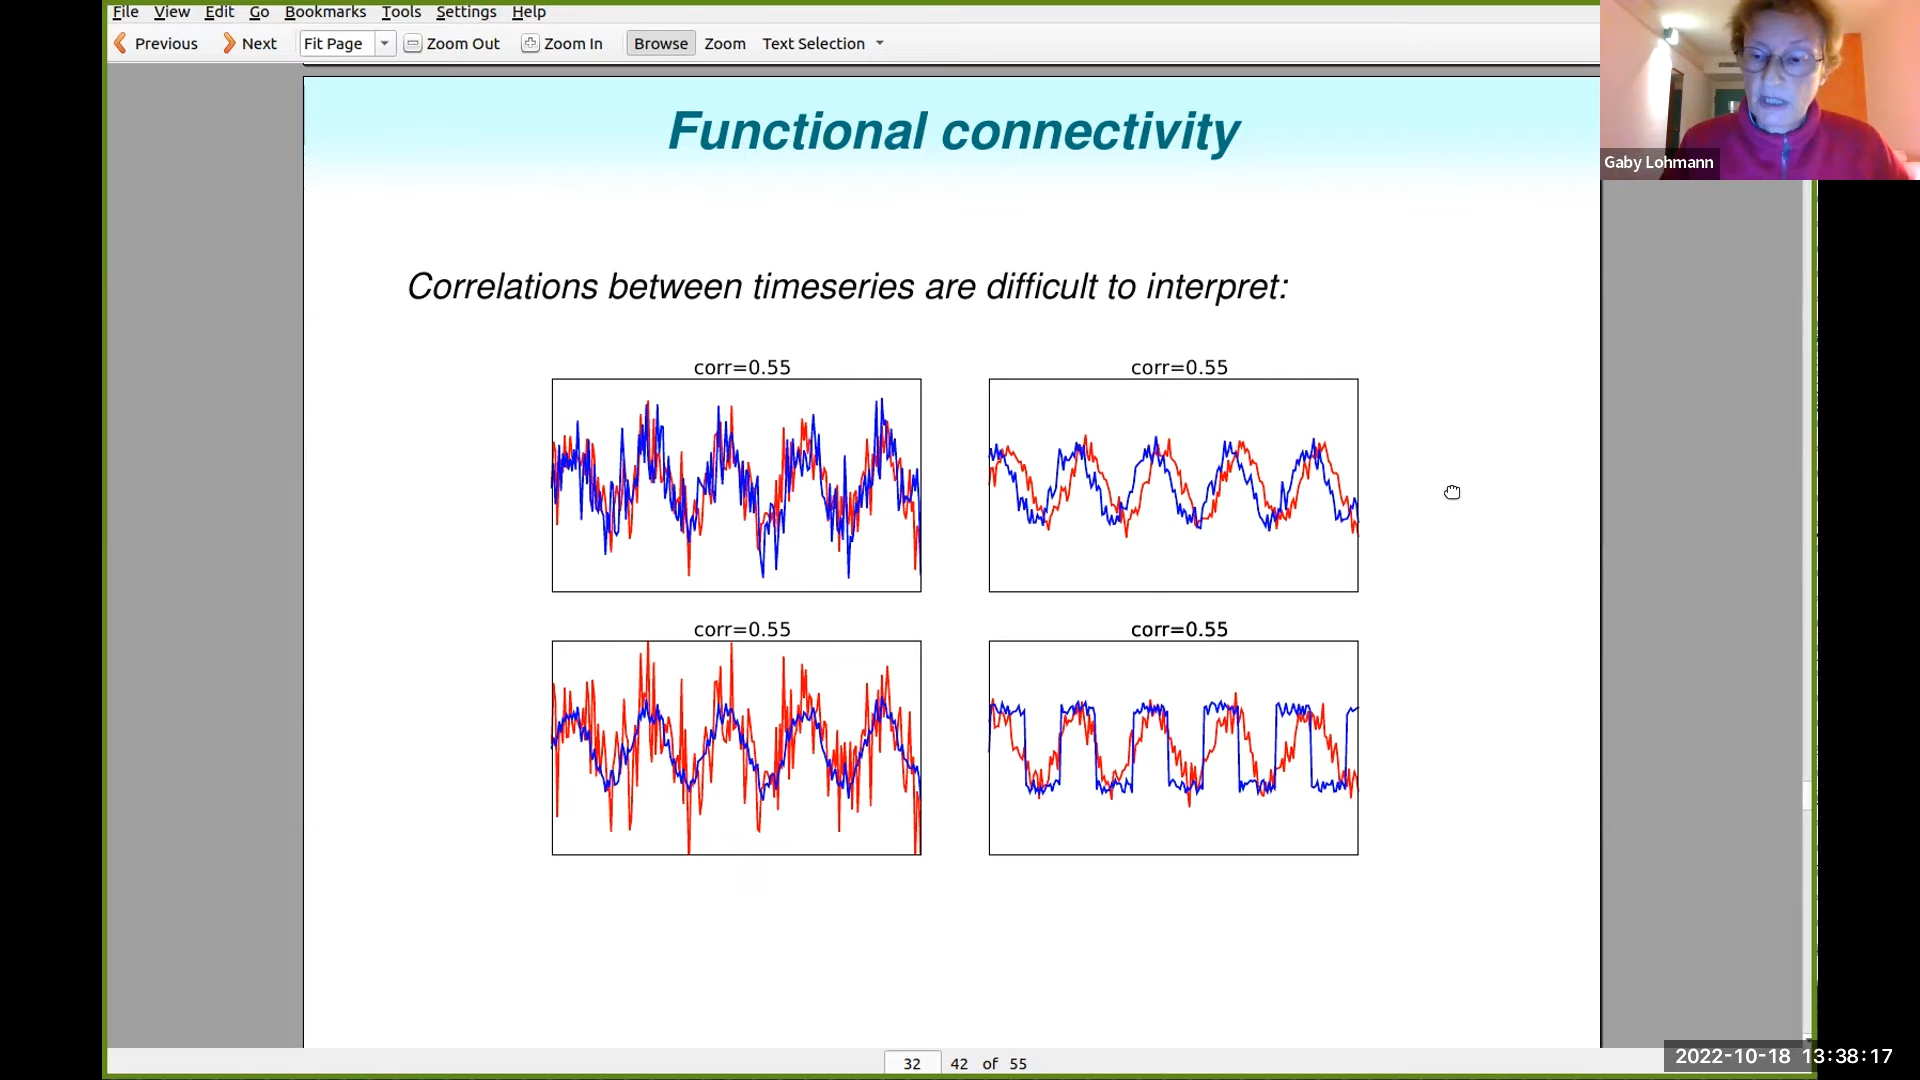 File View Edit Go Bookmarks Tools Settings Help
Previous Next Fit Page Zoom Out Zoom In Browse Zoom Text Selection
Gaby Lohmann
Functional connectivity
Correlations between timeseries are difficult to interpret:
corr=0.55 corr=0.55
corr=0.55 corr=0.55
32 42 of 55
2022-10-18 13:38:17